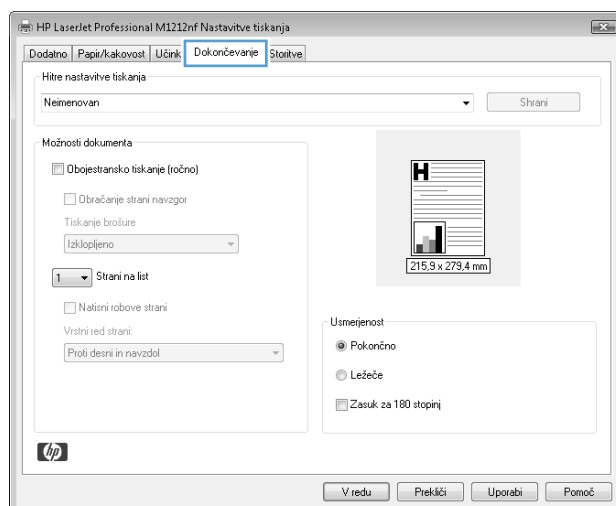 HP LaserJet Professional M1212nf Nastavitve tiskanja
Dodatno Papir/kakovost Učink Dokončevanje Storitve
Hitre nastavitve tiskanja
Neimenovan Shrani
Možnosti dokumenta
Obojestransko tiskanje (ročno)
Obračanje strani navzgor
Tiskanje brošure
Izklopljeno
1 Strani na list
Natisni robove strani
Vrstni red strani:
Proti desni in navzdol
H
215,9 x 279,4 mm
Usmerjenost
Pokončno
Ležeče
Zasuk za 180 stopinj
hp
V redu Prekliči Uporabi Pomoč